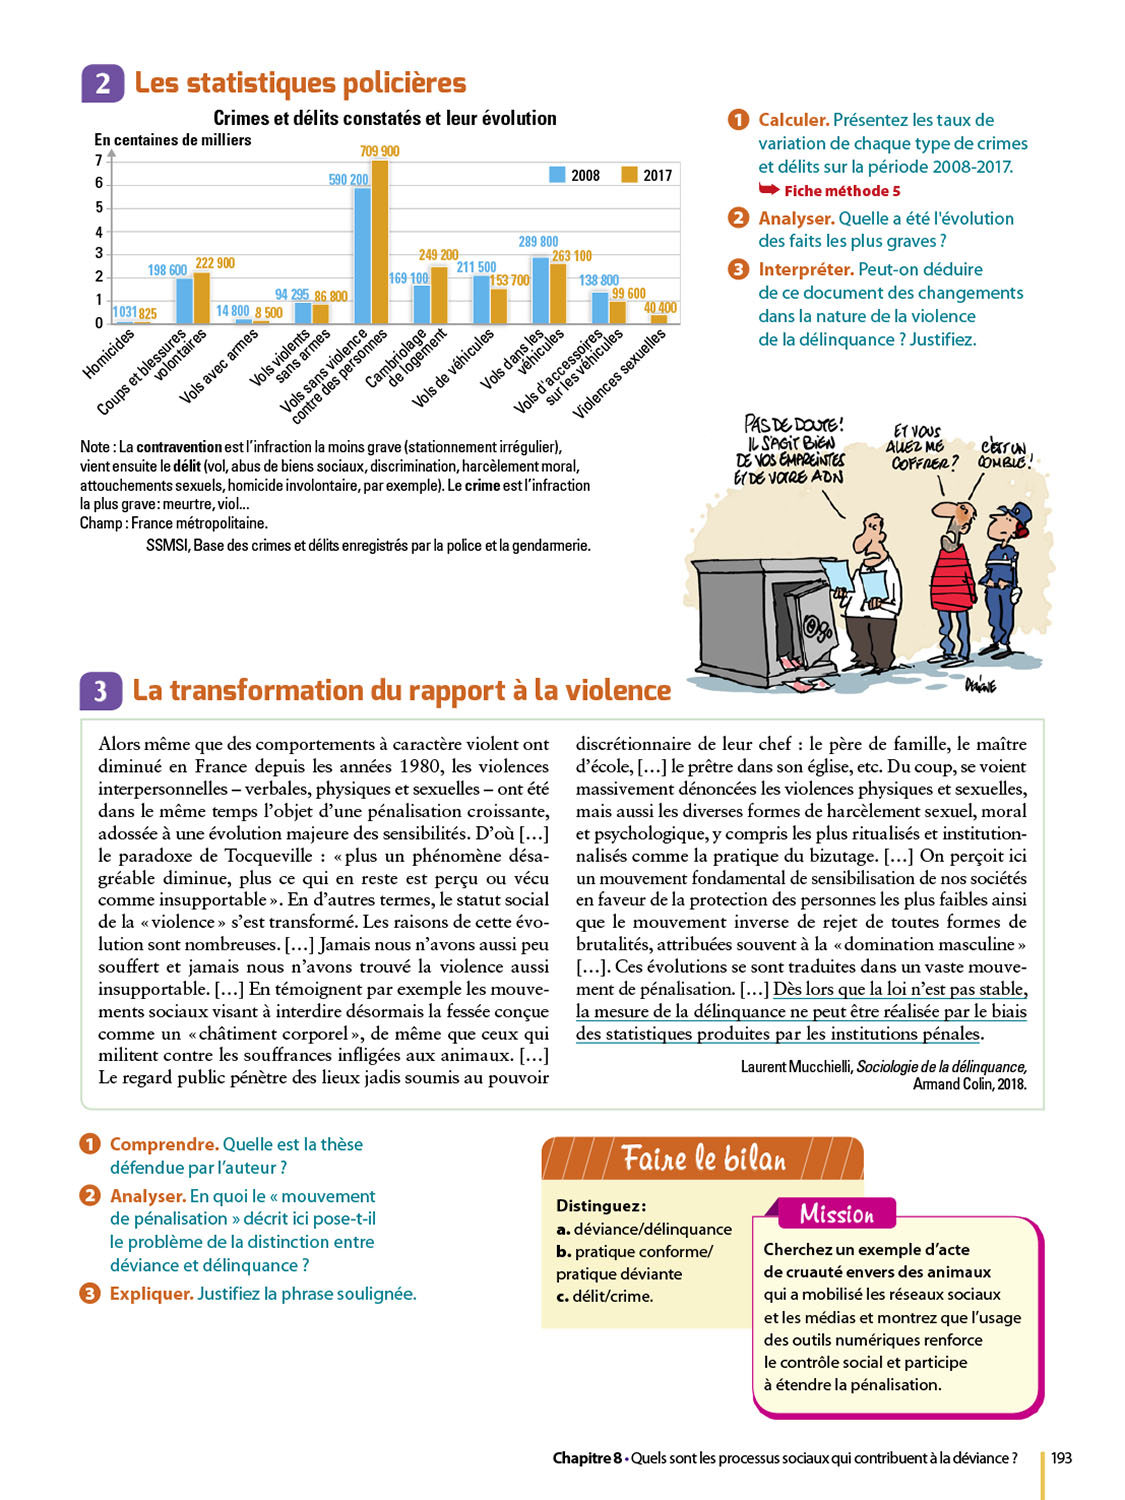 2 Les statistiques policières
Crimes et délits constatés et leur évolution
En centaines de milliers
7
6
5
4
3
2
1
0
2008
2017
1 031
825
198 600
222 900
14 800
8 500
94 295
86 800
590 200
709 900
169 100
249 200
211 500
153 700
289 800
263 100
138 800
99 600
40 400
Homicides
Coups et blessures
volontaires
Vols avec armes
Vols violents
sans armes
Vols sans violence
contre des personnes
Cambriolage
de logement
Vols de véhicules
Vols dans les
véhicules
Vols d'accessoires
sur les véhicules
Violences sexuelles
Note : La contravention est l'infraction la moins grave (stationnement irrégulier),
vient ensuite le délit (vol, abus de biens sociaux, discrimination, harcèlement moral,
attouchements sexuels, homicide involontaire, par exemple). Le crime est l'infraction
la plus grave : meurtre, viol...
Champ : France métropolitaine.
SSMSI, Base des crimes et délits enregistrés par la police et la gendarmerie.
1 Calculer. Présentez les taux de
variation de chaque type de crimes
et délits sur la période 2008-2017.
Fiche méthode 5
2 Analyser. Quelle a été l'évolution
des faits les plus graves ?
3 Interpréter. Peut-on déduire
de ce document des changements
dans la nature de la violence
de la délinquance ? Justifiez.
PAS DE DOUTE !
IL S'AGIT BIEN
DE VOS EMPREINTES
ET DE VOTRE ADN
ET VOUS
ALLEZ ME
COFFRER ?
C'EST UN
COMBLE !
3 La transformation du rapport à la violence
Alors même que des comportements à caractère violent ont
diminué en France depuis les années 1980, les violences
interpersonnelles – verbales, physiques et sexuelles – ont été
dans le même temps l'objet d'une pénalisation croissante,
adossée à une évolution majeure des sensibilités. D'où […]
le paradoxe de Tocqueville : « plus un phénomène désa-
gréable diminue, plus ce qui en reste est perçu ou vécu
comme insupportable ». En d'autres termes, le statut social
de la « violence » s'est transformé. Les raisons de cette évo-
lution sont nombreuses. […] Jamais nous n'avons aussi peu
souffert et jamais nous n'avons trouvé la violence aussi
insupportable. […] En témoignent par exemple les mouve-
ments sociaux visant à interdire désormais la fessée conçue
comme un « châtiment corporel », de même que ceux qui
militent contre les souffrances infligées aux animaux. […]
Le regard public pénètre des lieux jadis soumis au pouvoir
discrétionnaire de leur chef : le père de famille, le maître
d'école, […] le prêtre dans son église, etc. Du coup, se voient
massivement dénoncées les violences physiques et sexuelles,
mais aussi les diverses formes de harcèlement sexuel, moral
et psychologique, y compris les plus ritualisés et institution-
nalisés comme la pratique du bizutage. […] On perçoit ici
un mouvement fondamental de sensibilisation de nos sociétés
en faveur de la protection des personnes les plus faibles ainsi
que le mouvement inverse de rejet de toutes formes de
brutalités, attribuées souvent à la « domination masculine »
[…]. Ces évolutions se sont traduites dans un vaste mouve-
ment de pénalisation. […] Dès lors que la loi n'est pas stable,
la mesure de la délinquance ne peut être réalisée par le biais
des statistiques produites par les institutions pénales.
Laurent Mucchielli, Sociologie de la délinquance,
Armand Colin, 2018.
1 Comprendre. Quelle est la thèse
défendue par l'auteur ?
2 Analyser. En quoi le « mouvement
de pénalisation » décrit ici pose-t-il
le problème de la distinction entre
déviance et délinquance ?
3 Expliquer. Justifiez la phrase soulignée.
Faire le bilan
Distinguez :
a. déviance/délinquance
b. pratique conforme/
pratique déviante
c. délit/crime.
Mission
Cherchez un exemple d'acte
de cruauté envers des animaux
qui a mobilisé les réseaux sociaux
et les médias et montrez que l'usage
des outils numériques renforce
le contrôle social et participe
à étendre la pénalisation.
Chapitre 8 • Quels sont les processus sociaux qui contribuent à la déviance ? 193